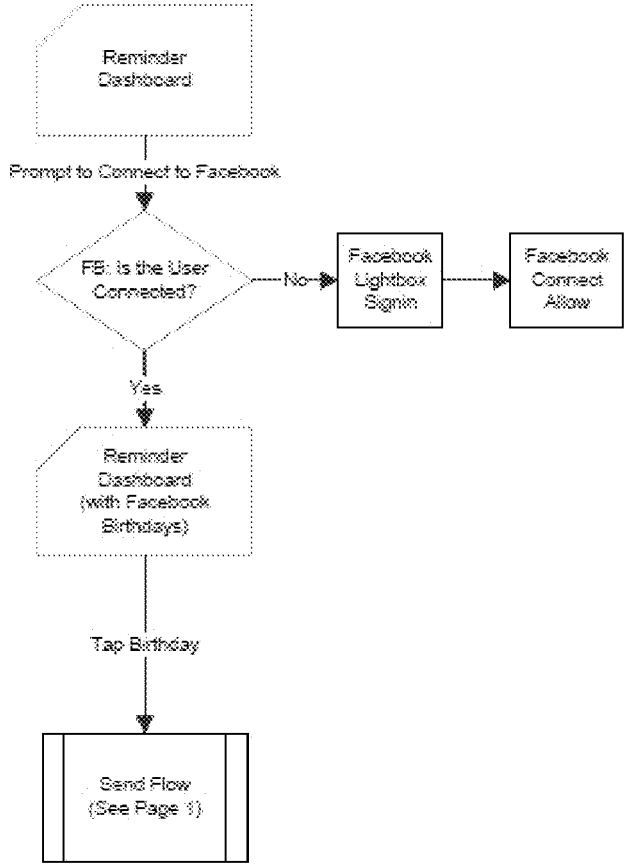 Reminder
Dashboard
Prompt to Connect to Facebook
FB: Is the User
Connected?
No
Facebook
Lightbox
Signin
Facebook
Connect
Allow
Yes
Reminder
Dashboard
(with Facebook
Birthdays)
Tap Birthday
Send Flow
(See Page 1)